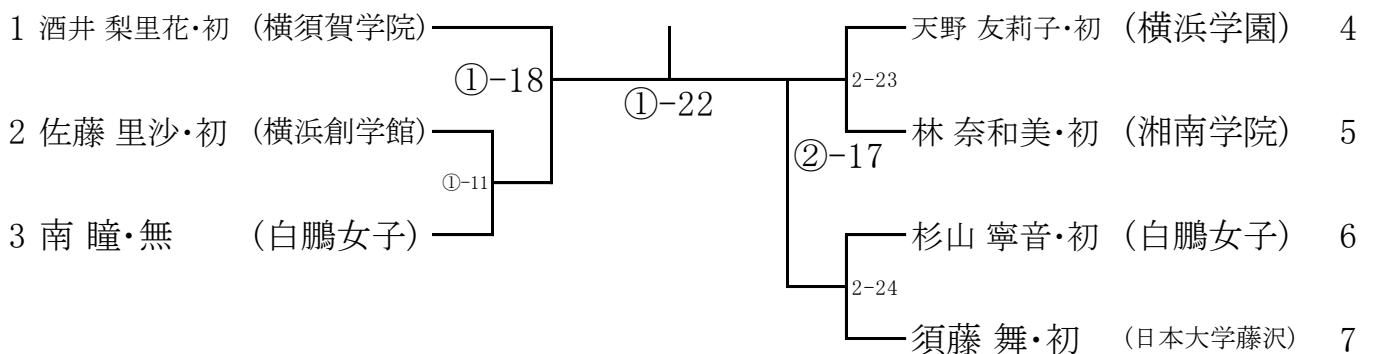 1 酒井 梨里花・初 (横須賀学院)
①-18
2 佐藤 里沙・初 (横浜創学館)
①-11
3 南 瞳・無 (白鵬女子)
①-22
天野 友莉子・初 (横浜学園) 4
2-23
林 奈和美・初 (湘南学院) 5
②-17
杉山 寧音・初 (白鵬女子) 6
2-24
須藤 舞・初 (日本大学藤沢) 7